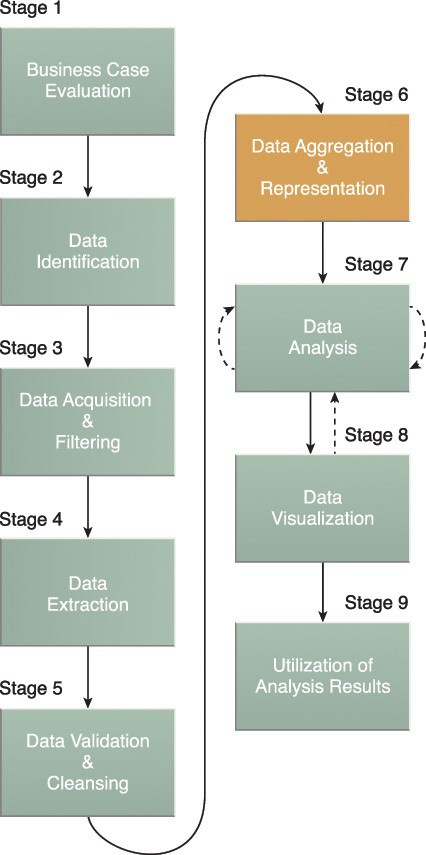 Stage 1
Business Case
Evaluation
Stage 2
Data
Identification
Stage 3
Data Acquisition
&
Filtering
Stage 4
Data
Extraction
Stage 5
Data Validation
&
Cleansing
Stage 6
Data Aggregation
&
Representation
Stage 7
Data
Analysis
Stage 8
Data
Visualization
Stage 9
Utilization of
Analysis Results